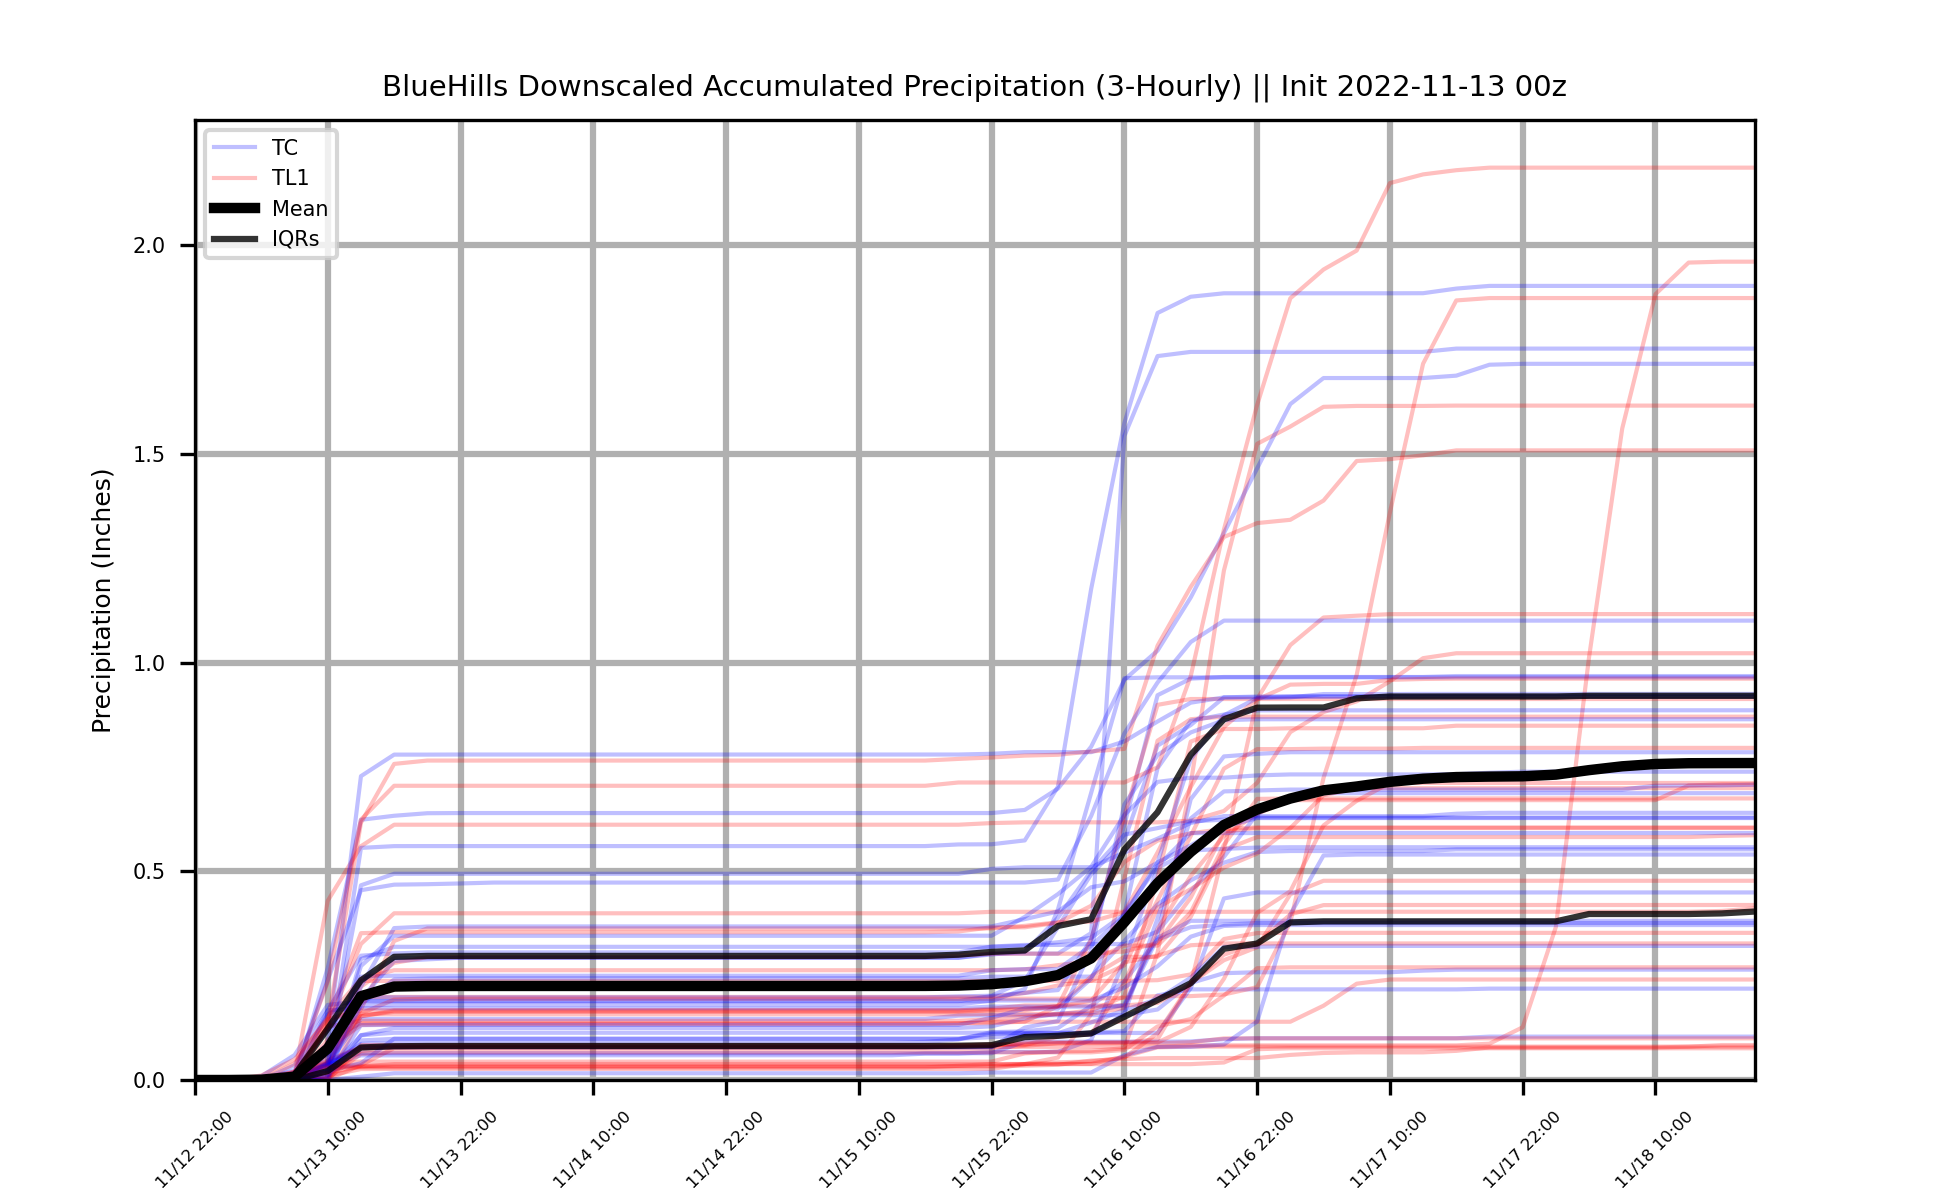 BlueHills Downscaled Accumulated Precipitation (3-Hourly) || Init 2022-11-13 00z
TC
TL1
Mean
IQRs
Precipitation (Inches)
2.0
1.5
1.0
0.5
0.0
11/12 22:00
11/13 10:00
11/13 22:00
11/14 10:00
11/14 22:00
11/15 10:00
11/15 22:00
11/16 10:00
11/16 22:00
11/17 10:00
11/17 22:00
11/18 10:00